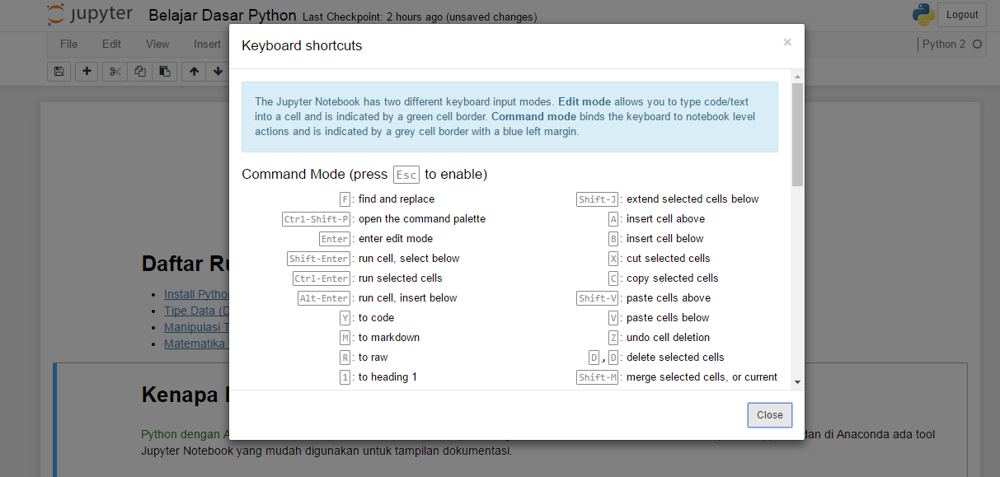 jupyter Belajar Dasar Python Last Checkpoint: 2 hours ago (unsaved changes)
Logout
File Edit View Insert
Python 2
Keyboard shortcuts
×
The Jupyter Notebook has two different keyboard input modes. Edit mode allows you to type code/text
into a cell and is indicated by a green cell border. Command mode binds the keyboard to notebook level
actions and is indicated by a grey cell border with a blue left margin.
Command Mode (press Esc to enable)
F : find and replace
Ctrl-Shift-P : open the command palette
Enter : enter edit mode
Shift-Enter : run cell, select below
Ctrl-Enter : run selected cells
Alt-Enter : run cell, insert below
Y : to code
M : to markdown
R : to raw
1 : to heading 1
Shift-J : extend selected cells below
A : insert cell above
B : insert cell below
X : cut selected cells
C : copy selected cells
Shift-V : paste cells above
V : paste cells below
Z : undo cell deletion
D , D : delete selected cells
Shift-M : merge selected cells, or current
Close
Daftar
Install Pytho
Tipe Data (D
Manipulasi T
Matematika
Kenapa
Python dengan A dan di Anaconda ada tool
Jupyter Notebook yang mudah digunakan untuk tampilan dokumentasi.